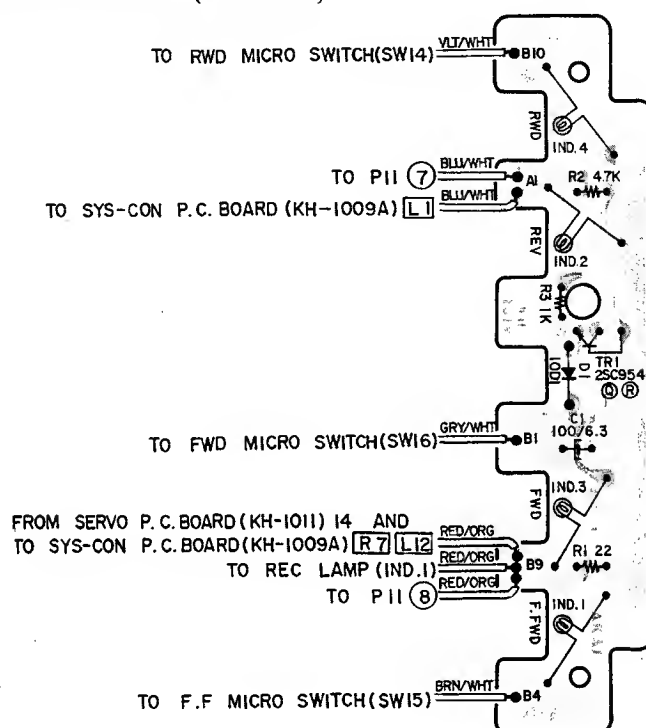 VLT/WHT
TO RWD MICRO SWITCH(SW14)
B10
RWD
IND.4
BLU/WHT
TO P11 7
A1
R2 4.7K
BLU/WHT
TO SYS-CON P.C. BOARD (KH-1009A) L1
REV
IND.2
R3 1K
TR1
2SC954
Q R
D1
10D1
C1
100/6.3
GRY/WHT
TO FWD MICRO SWITCH(SW16)
B1
IND.3
FWD
FROM SERVO P.C.BOARD(KH-1011) 14 AND
RED/ORG
TO SYS-CON P.C.BOARD(KH-1009A) R7 L12
RED/ORG
TO REC LAMP (IND.1)
B9
R1 22
RED/ORG
TO P11 8
IND.1
F.FWD
AKAI
BRN/WHT
TO F.F MICRO SWITCH(SW15)
B4